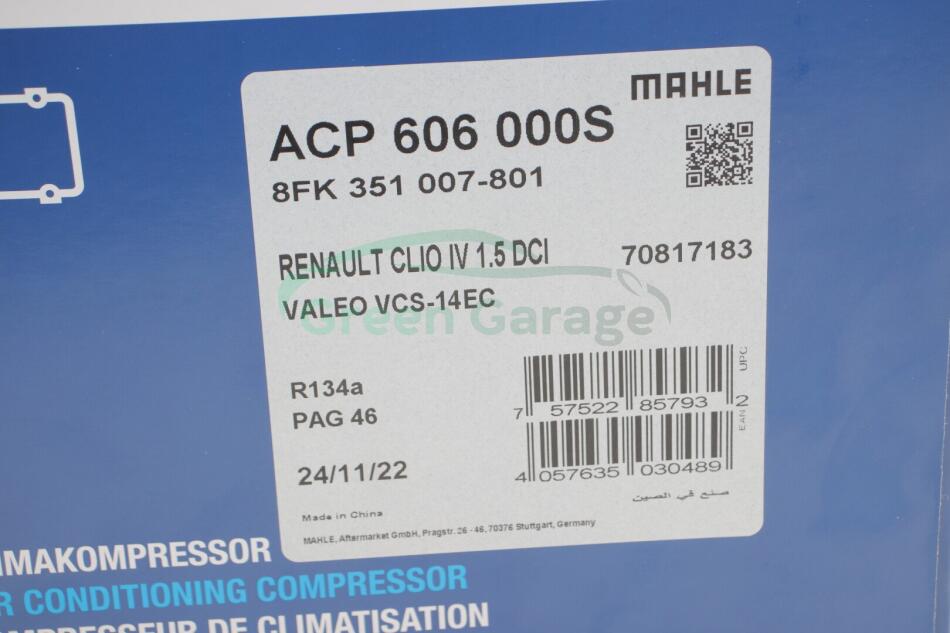 MAHLE
ACP 606 000S
8FK 351 007-801
RENAULT CLIO IV 1.5 DCI
70817183
VALEO VCS-14EC
Green Garage
R134a
PAG 46
UPC
7 57522 85793 2
EAN
4 057635 030489
24/11/22
صنع في الصين
Made in China
MAHLE, Aftermarket GmbH, Pragstr. 26 - 46, 70376 Stuttgart, Germany
IMAKOMPRESSOR
R CONDITIONING COMPRESSOR
MPRESSEUR DE CLIMATISATION